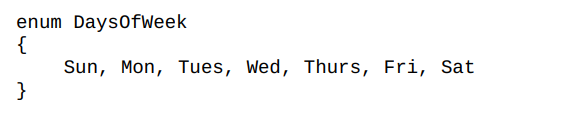 enum DaysOfWeek
{
Sun, Mon, Tues, Wed, Thurs, Fri, Sat
}